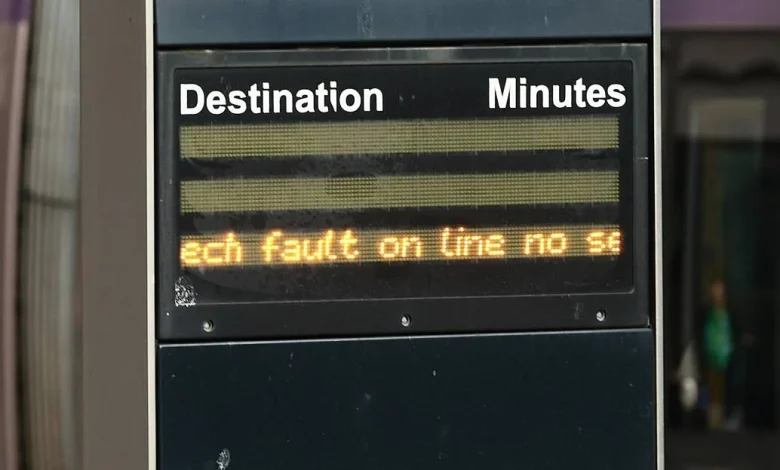 Destination Minutes
ech fault on line no se